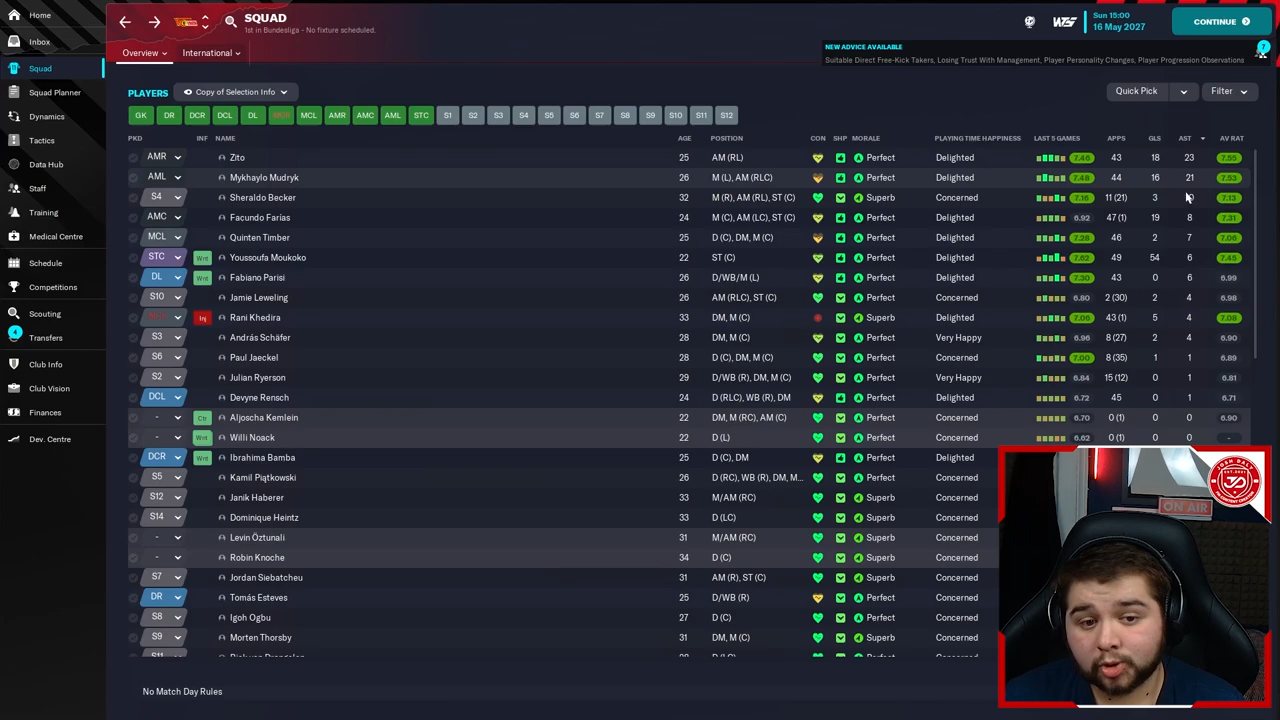 Home
SQUAD
1st in Bundesliga - No fixture scheduled.
Sun 15:00
16 May 2027
CONTINUE
Inbox
Overview
International
NEW ADVICE AVAILABLE
Suitable Direct Free-Kick Takers, Losing Trust With Management, Player Personality Changes, Player Progression Observations
7
Squad
Squad Planner
PLAYERS
Copy of Selection Info
Quick Pick
Filter
Dynamics
GK DR DCR DCL DL MCR MCL AMR AMC AML STC S1 S2 S3 S4 S5 S6 S7 S8 S9 S10 S11 S12
Tactics
PKD INF NAME AGE POSITION CON SHP MORALE PLAYING TIME HAPPINESS LAST 5 GAMES APPS GLS AST AV RAT
Data Hub
AMR Zito 25 AM (RL) Perfect Delighted 7.46 43 18 23 7.55
AML Mykhaylo Mudryk 26 M (L), AM (RLC) Perfect Delighted 7.48 44 16 21 7.53
Staff
S4 Sheraldo Becker 32 M (R), AM (RL), ST (C) Superb Concerned 7.16 11 (21) 3 7.13
Training
AMC Facundo Farías 24 M (C), AM (LC), ST (C) Perfect Delighted 6.92 47 (1) 19 8 7.31
Medical Centre
MCL Quinten Timber 25 D (C), DM, M (C) Perfect Delighted 7.28 46 2 7 7.06
Schedule
STC Wnt Youssoufa Moukoko 22 ST (C) Perfect Delighted 7.62 49 54 6 7.45
DL Wnt Fabiano Parisi 26 D/WB/M (L) Perfect Delighted 7.30 43 0 6 6.99
Competitions
S10 Jamie Leweling 26 AM (RLC), ST (C) Perfect Concerned 6.80 2 (30) 2 4 6.98
Scouting
Inj Rani Khedira 33 DM, M (C) Superb Delighted 7.06 43 (1) 5 4 7.08
4
Transfers
S3 András Schäfer 28 DM, M (C) Perfect Very Happy 6.96 8 (27) 2 4 6.90
S6 Paul Jaeckel 28 D (C), DM, M (C) Perfect Concerned 7.00 8 (35) 1 1 6.89
Club Info
S2 Julian Ryerson 29 D/WB (R), DM, M (C) Perfect Very Happy 6.84 15 (12) 0 1 6.81
Club Vision
DCL Devyne Rensch 24 D (RLC), WB (R), DM Perfect Delighted 6.72 45 0 1 6.71
Finances
- Ctr Aljoscha Kemlein 22 DM, M (RC), AM (C) Perfect Concerned 6.70 0 (1) 0 0 6.90
Dev. Centre
- Wnt Willi Noack 22 D (L) Perfect Concerned 6.62 0 (1) 0 0 -
DCR Wnt Ibrahima Bamba 25 D (C), DM Perfect Delighted
S5 Kamil Piątkowski 26 D (RC), WB (R), DM, M... Perfect Concerned
S12 Janik Haberer 33 M/AM (RC) Superb Concerned
S14 Dominique Heintz 33 D (LC) Superb Concerned
- Levin Öztunali 31 M/AM (RC) Superb Concerned
- Robin Knoche 34 D (C) Superb Concerned
S7 Jordan Siebatcheu 31 AM (R), ST (C) Superb Concerned
DR Tomás Esteves 25 D/WB (R) Perfect Concerned
S8 Igoh Ogbu 27 D (C) Perfect Concerned
S9 Morten Thorsby 31 DM, M (C) Superb Concerned
No Match Day Rules
JOSH DALY
JD
ON AIR